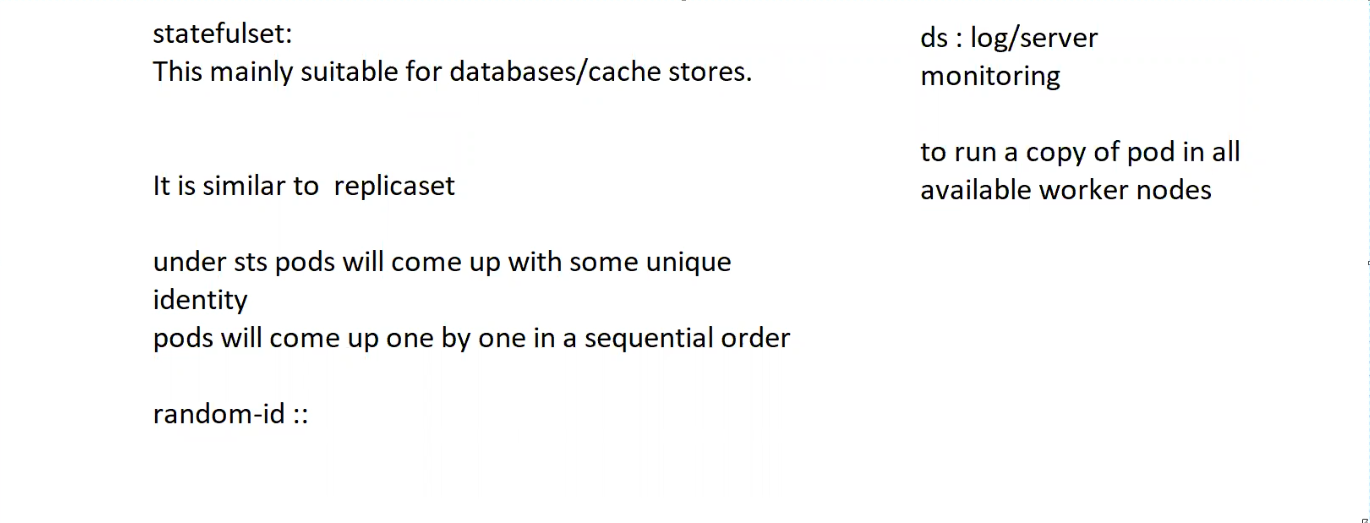 statefulset:
This mainly suitable for databases/cache stores.
It is similar to  replicaset
under sts pods will come up with some unique
identity
pods will come up one by one in a sequential order
random-id ::
ds : log/server
monitoring
to run a copy of pod in all
available worker nodes